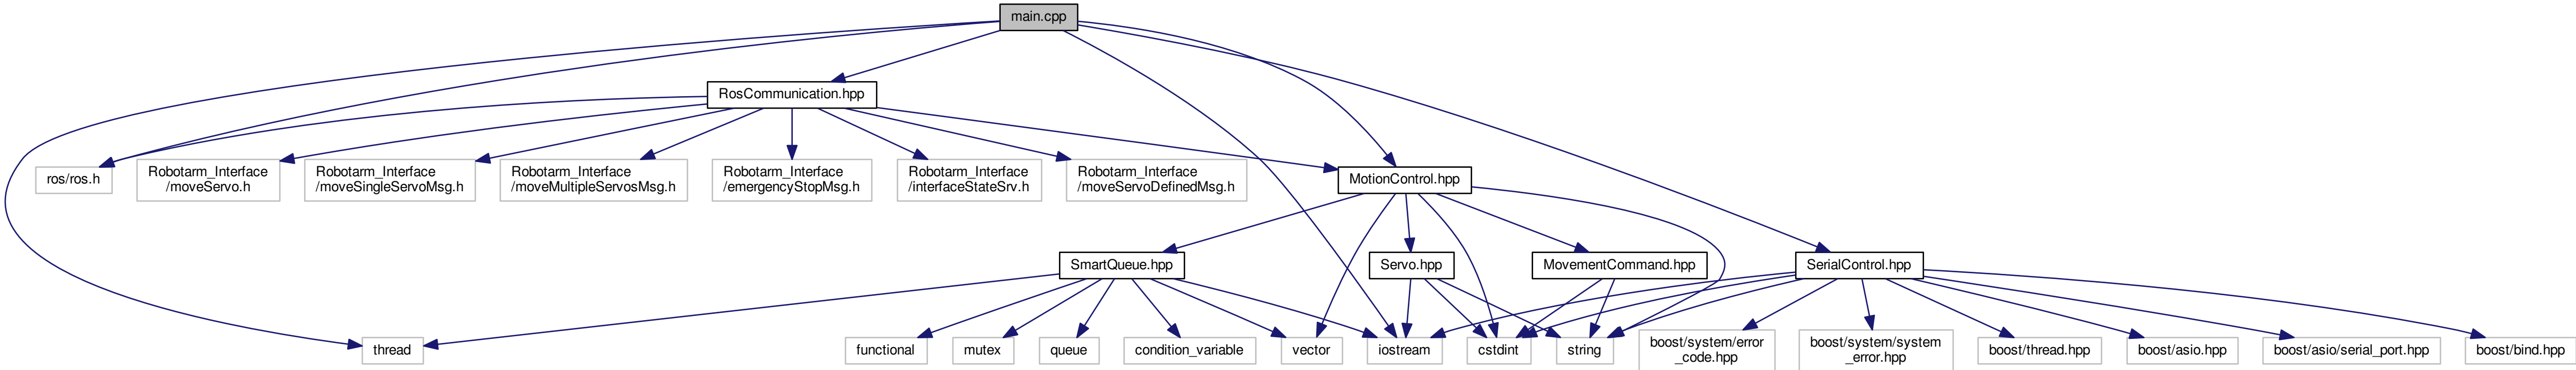 main.cpp
RosCommunication.hpp
ros/ros.h
Robotarm_Interface
/moveServo.h
Robotarm_Interface
/moveSingleServoMsg.h
Robotarm_Interface
/moveMultipleServosMsg.h
Robotarm_Interface
/emergencyStopMsg.h
Robotarm_Interface
/interfaceStateSrv.h
Robotarm_Interface
/moveServoDefinedMsg.h
MotionControl.hpp
SmartQueue.hpp
Servo.hpp
MovementCommand.hpp
SerialControl.hpp
thread
functional
mutex
queue
condition_variable
vector
iostream
cstdint
string
boost/system/error
_code.hpp
boost/system/system
_error.hpp
boost/thread.hpp
boost/asio.hpp
boost/asio/serial_port.hpp
boost/bind.hpp